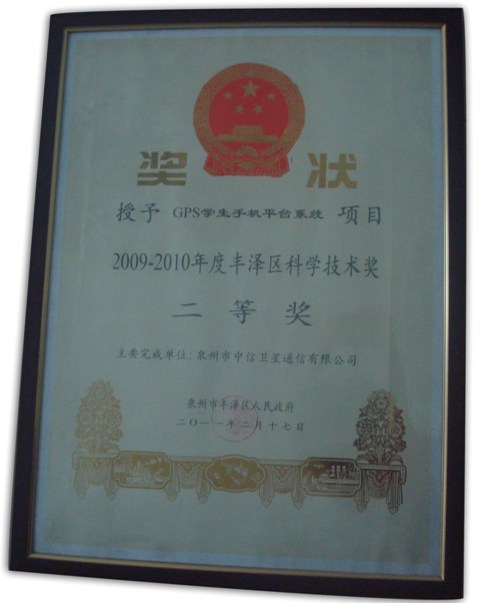 奖 状
授予 GPS学生手机平台系统 项目
2009-2010年度丰泽区科学技术奖
二等奖
主要完成单位:泉州市中信卫星通信有限公司
泉州市丰泽区人民政府
二〇一一年二月十七日